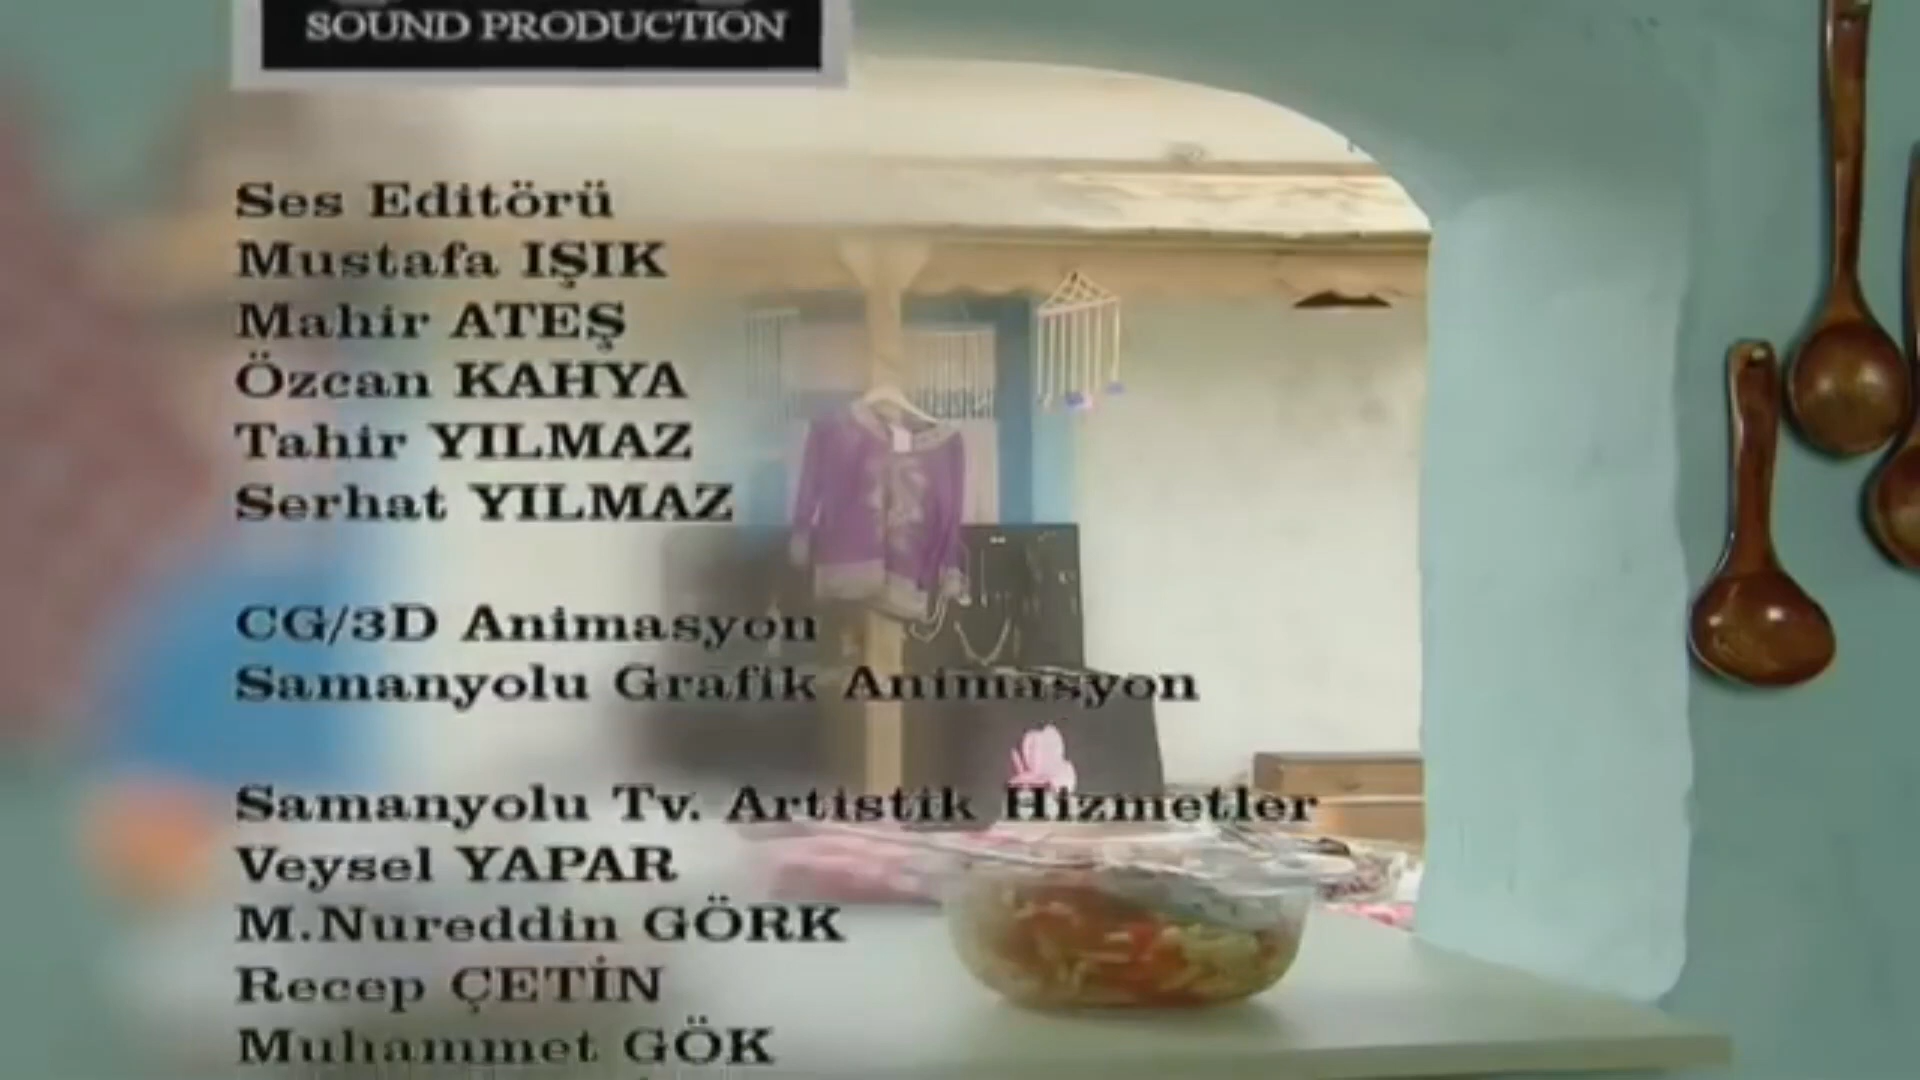 SOUND PRODUCTION
Ses Editörü
Mustafa IŞIK
Mahir ATEŞ
Özcan KAHYA
Tahir YILMAZ
Serhat YILMAZ
CG/3D Animasyon
Samanyolu Grafik Animasyon
Samanyolu Tv. Artistik Hizmetler
Veysel YAPAR
M.Nureddin GÖRK
Recep ÇETİN
Muhammet GÖK